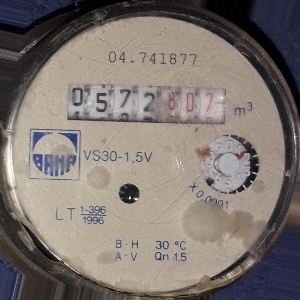 04.741877
0572807 m³
BAMA VS30-1,5V
X 0.0001
LT 1-396
1996
B·H 30 °C
A·V Qn 1,5